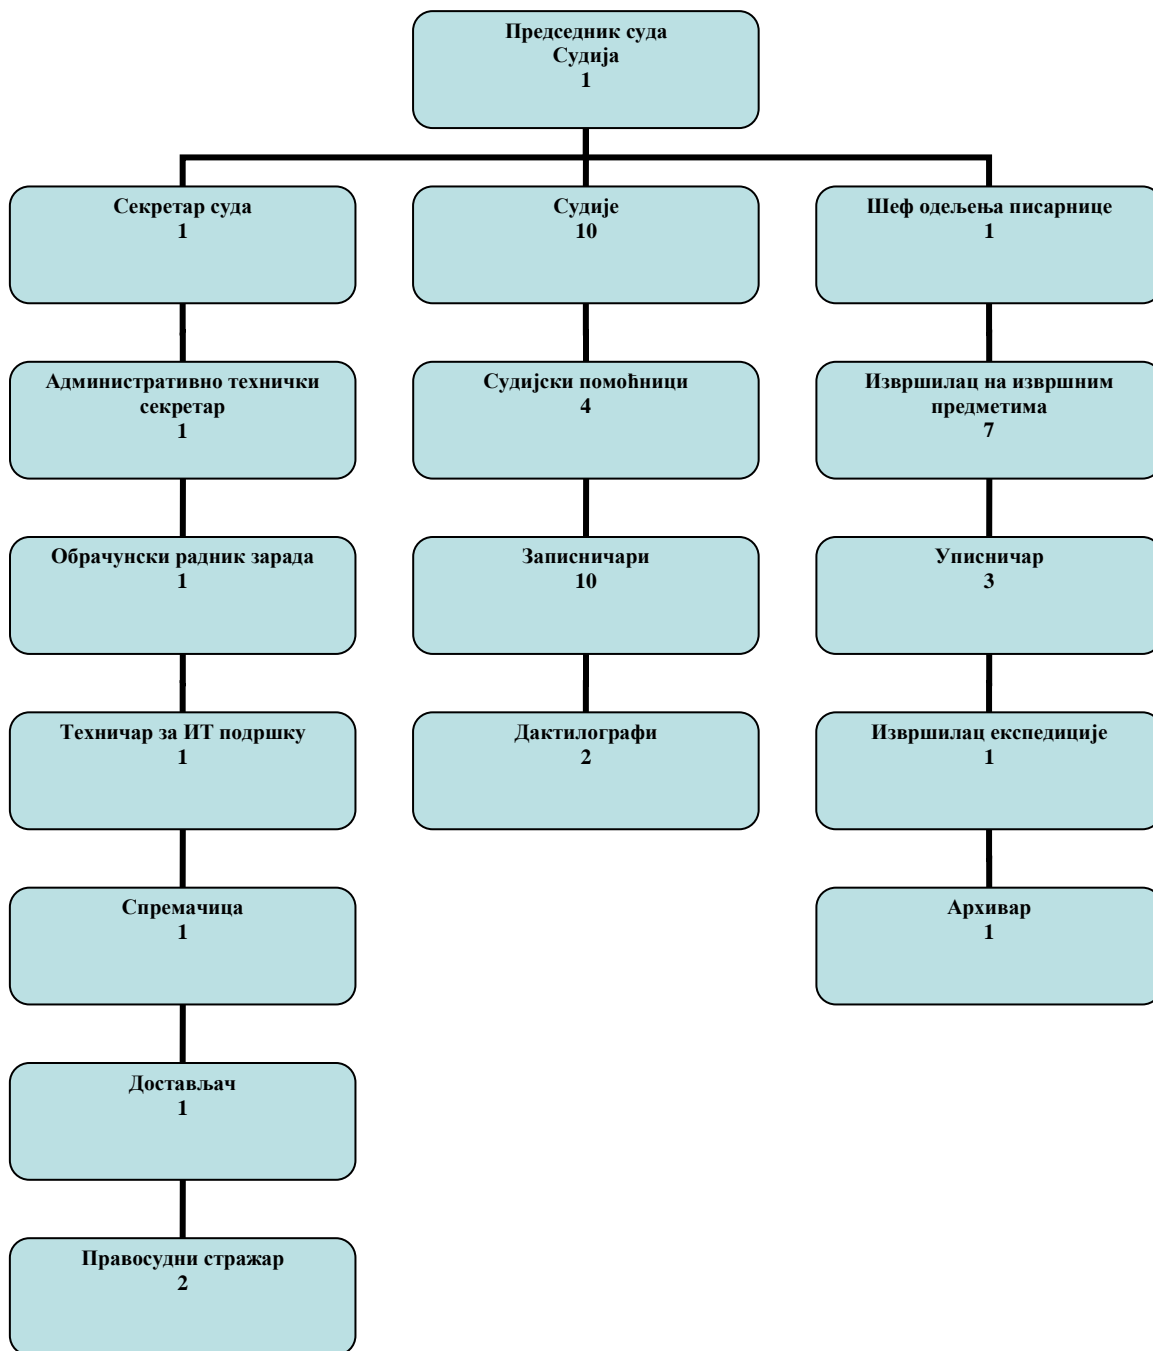 Председник суда
Судија
1
Секретар суда
1
Судије
10
Шеф одељења писарнице
1
Административно технички
секретар
1
Судијски помоћници
4
Извршилац на извршним
предметима
7
Обрачунски радник зарада
1
Записничари
10
Уписничар
3
Техничар за ИТ подршку
1
Дактилографи
2
Извршилац експедиције
1
Спремачица
1
Архивар
1
Достављач
1
Правосудни стражар
2